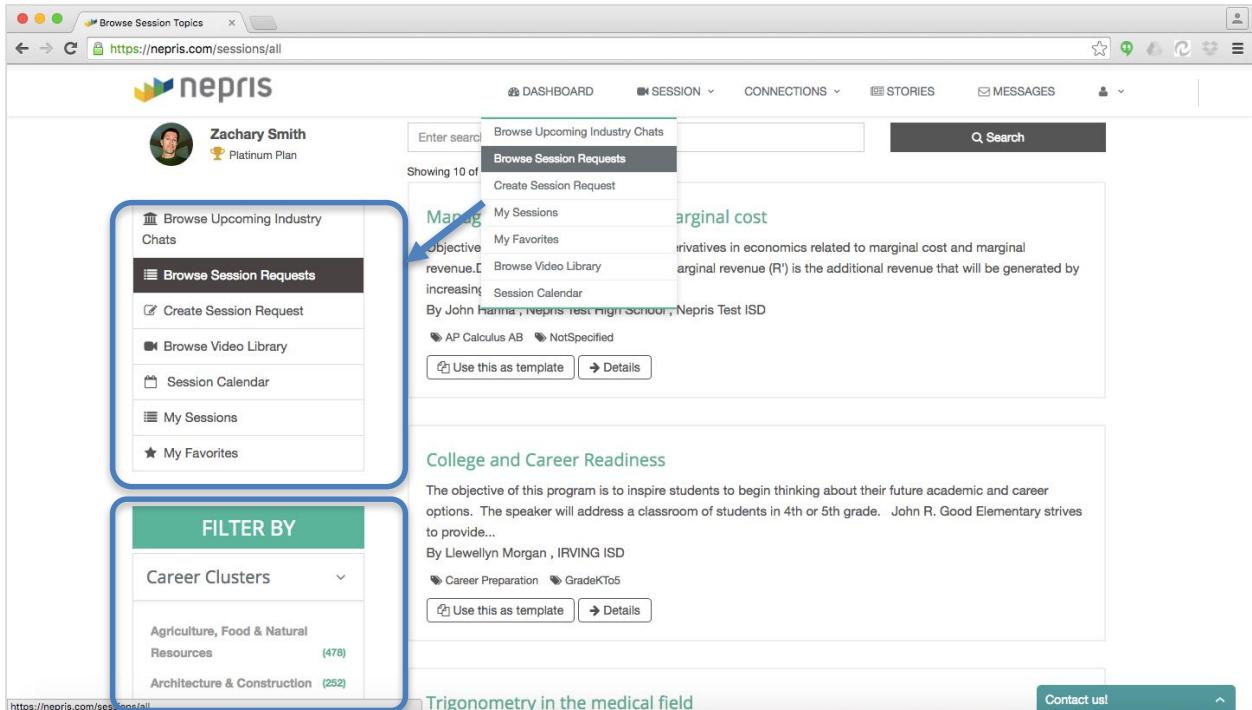 Browse Session Topics
https://nepris.com/sessions/all
nepris
DASHBOARD SESSION CONNECTIONS STORIES MESSAGES
Zachary Smith
Platinum Plan
Browse Upcoming Industry
Chats
Browse Session Requests
Create Session Request
Browse Video Library
Session Calendar
My Sessions
My Favorites
FILTER BY
Career Clusters
Agriculture, Food & Natural
Resources (478)
Architecture & Construction (252)
https://nepris.com/sessions/all
Enter
Search
Browse Upcoming Industry Chats
Browse Session Requests
Create Session Request
My Sessions
My Favorites
Browse Video Library
Session Calendar
Showing 10 of
marginal cost
Objective derivatives in economics related to marginal cost and marginal
marginal revenue (R') is the additional revenue that will be generated by
increasing
By John Hanna , Nepris Test High School , Nepris Test ISD
AP Calculus AB NotSpecified
Use this as template Details
College and Career Readiness
The objective of this program is to inspire students to begin thinking about their future academic and career
options. The speaker will address a classroom of students in 4th or 5th grade. John R. Good Elementary strives
to provide...
By Llewellyn Morgan , IRVING ISD
Career Preparation GradeKTo5
Use this as template Details
Trigonometry in the medical field
Contact us!